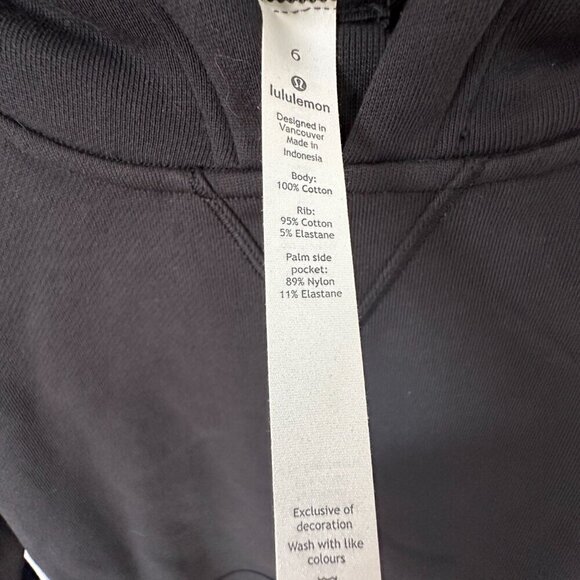 6
lululemon
Designed in
Vancouver
Made in
Indonesia
Body:
100% Cotton
Rib:
95% Cotton
5% Elastane
Palm side
pocket:
89% Nylon
11% Elastane
Exclusive of
decoration
Wash with like
colours